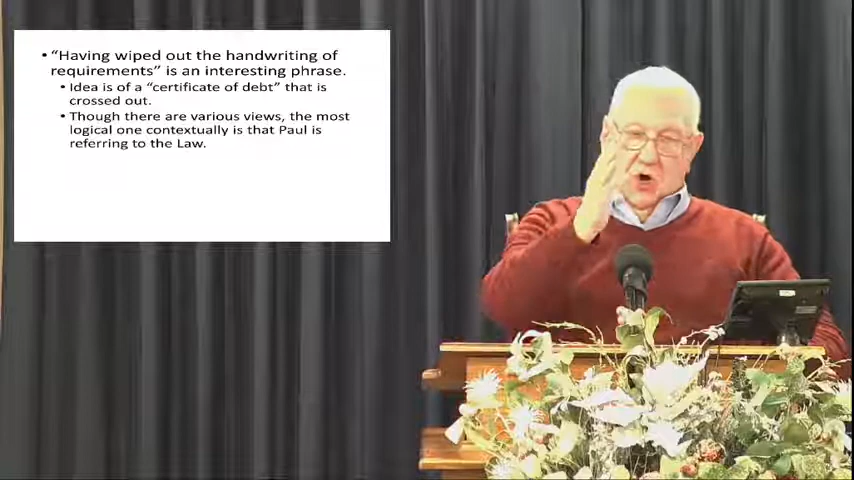 • “Having wiped out the handwriting of
requirements” is an interesting phrase.
• Idea is of a “certificate of debt” that is
crossed out.
• Though there are various views, the most
logical one contextually is that Paul is
referring to the Law.